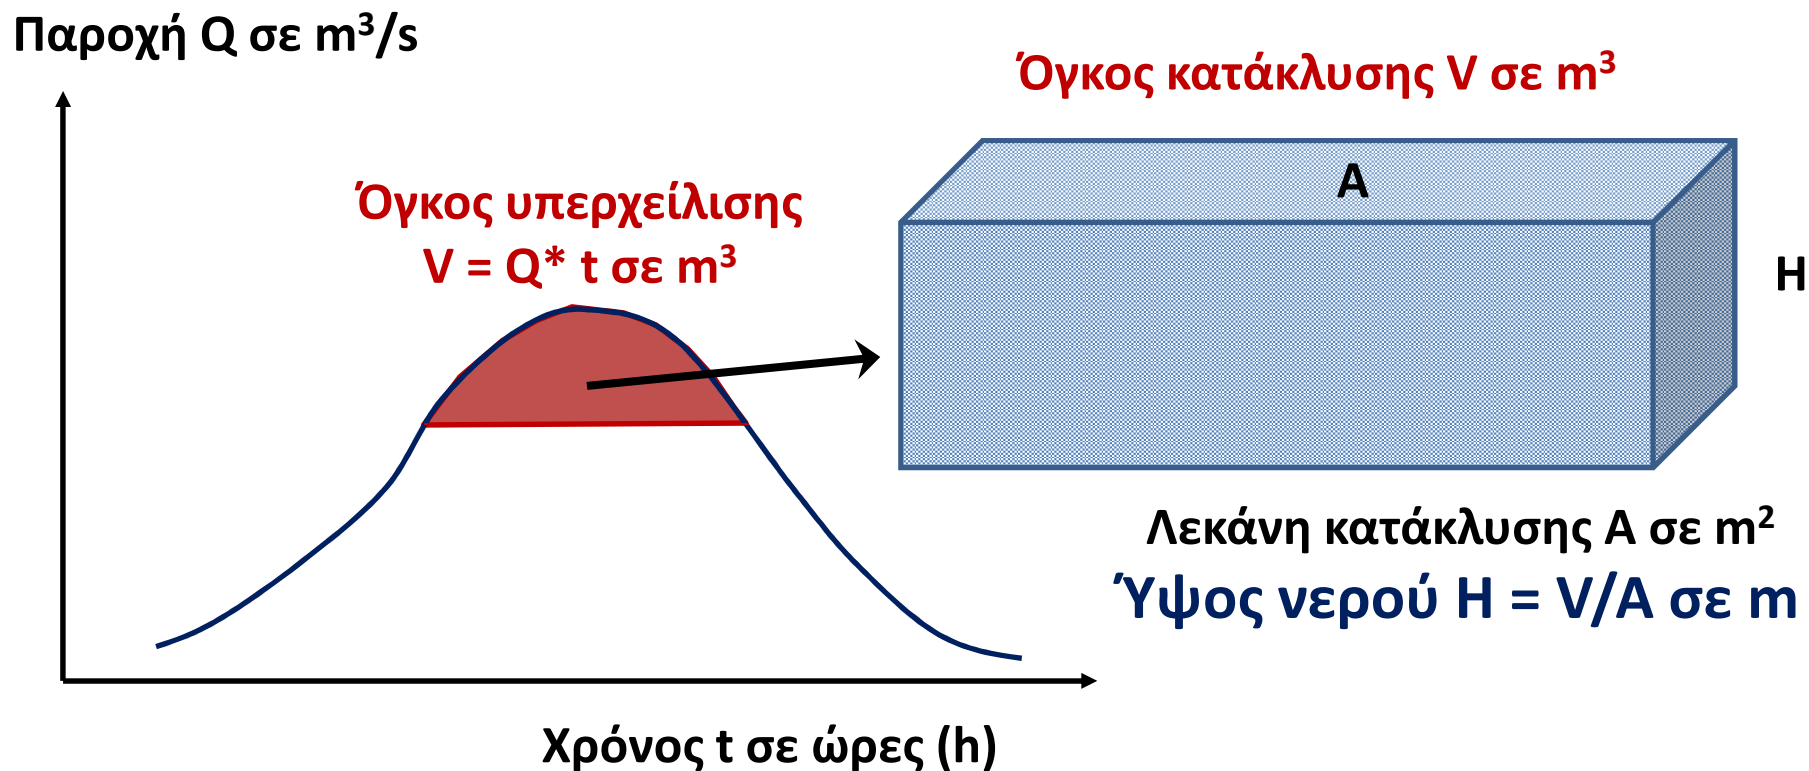 Παροχή Q σε m³/s
Όγκος κατάκλυσης V σε m³
A
Όγκος υπερχείλισης
V = Q* t σε m³
H
Λεκάνη κατάκλυσης A σε m²
Ύψος νερού H = V/A σε m
Χρόνος t σε ώρες (h)